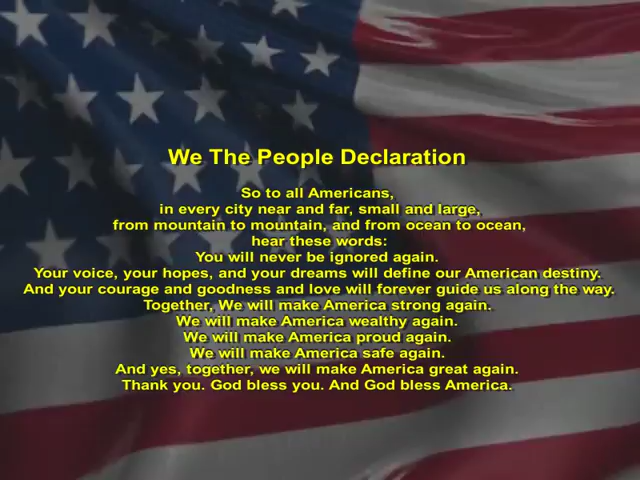 We The People Declaration
So to all Americans,
in every city near and far, small and large,
from mountain to mountain, and from ocean to ocean,
hear these words:
You will never be ignored again.
Your voice, your hopes, and your dreams will define our American destiny.
And your courage and goodness and love will forever guide us along the way.
Together, We will make America strong again.
We will make America wealthy again.
We will make America proud again.
We will make America safe again.
And yes, together, we will make America great again.
Thank you. God bless you. And God bless America.